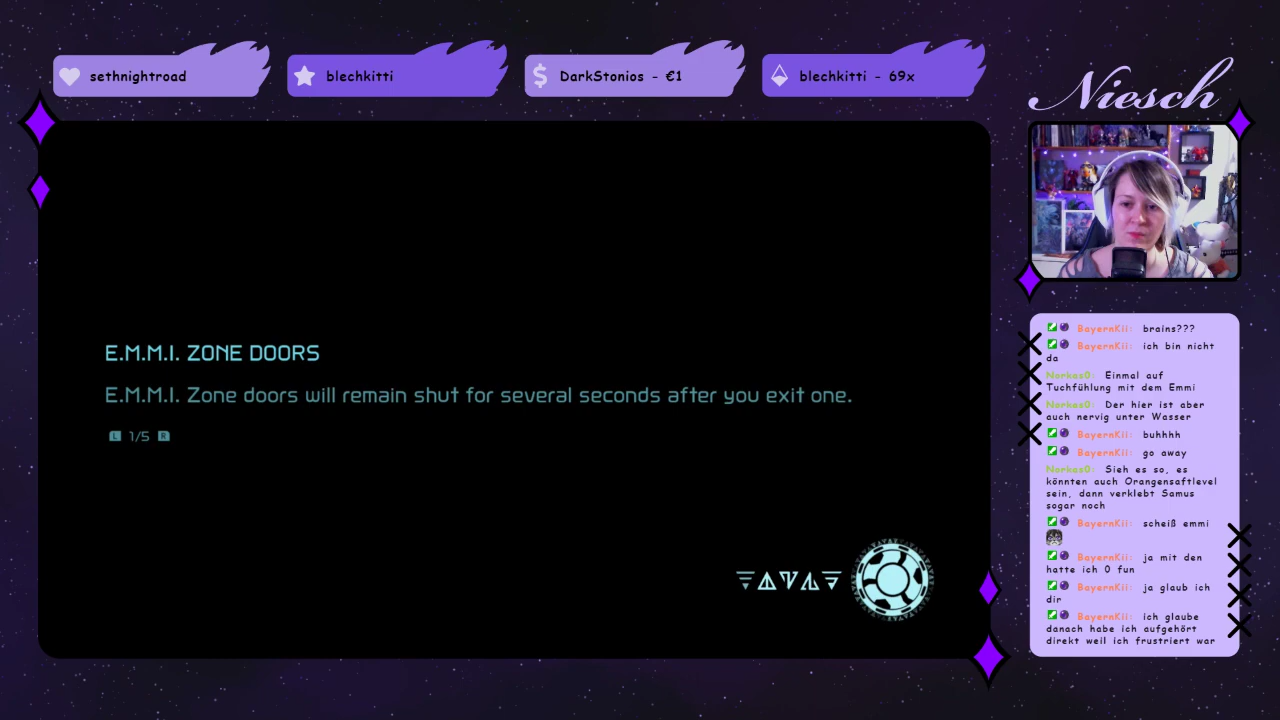 sethnightroad
blechkitti
DarkStonios - €1
blechkitti - 69x
Niesch
E.M.M.I. ZONE DOORS
E.M.M.I. Zone doors will remain shut for several seconds after you exit one.
L 1/5 R
BayernKii: brains???
BayernKii: ich bin nicht
da
Norkas0: Einmal auf
Tuchfühlung mit dem Emmi
Norkas0: Der hier ist aber
auch nervig unter Wasser
BayernKii: buhhhh
BayernKii: go away
Norkas0: Sieh es so, es
könnten auch Orangensaftlevel
sein, dann verklebt Samus
sogar noch
BayernKii: scheiß emmi
BayernKii: ja mit den
hatte ich 0 fun
BayernKii: ja glaub ich
dir
BayernKii: ich glaube
danach habe ich aufgehört
direkt weil ich frustriert war